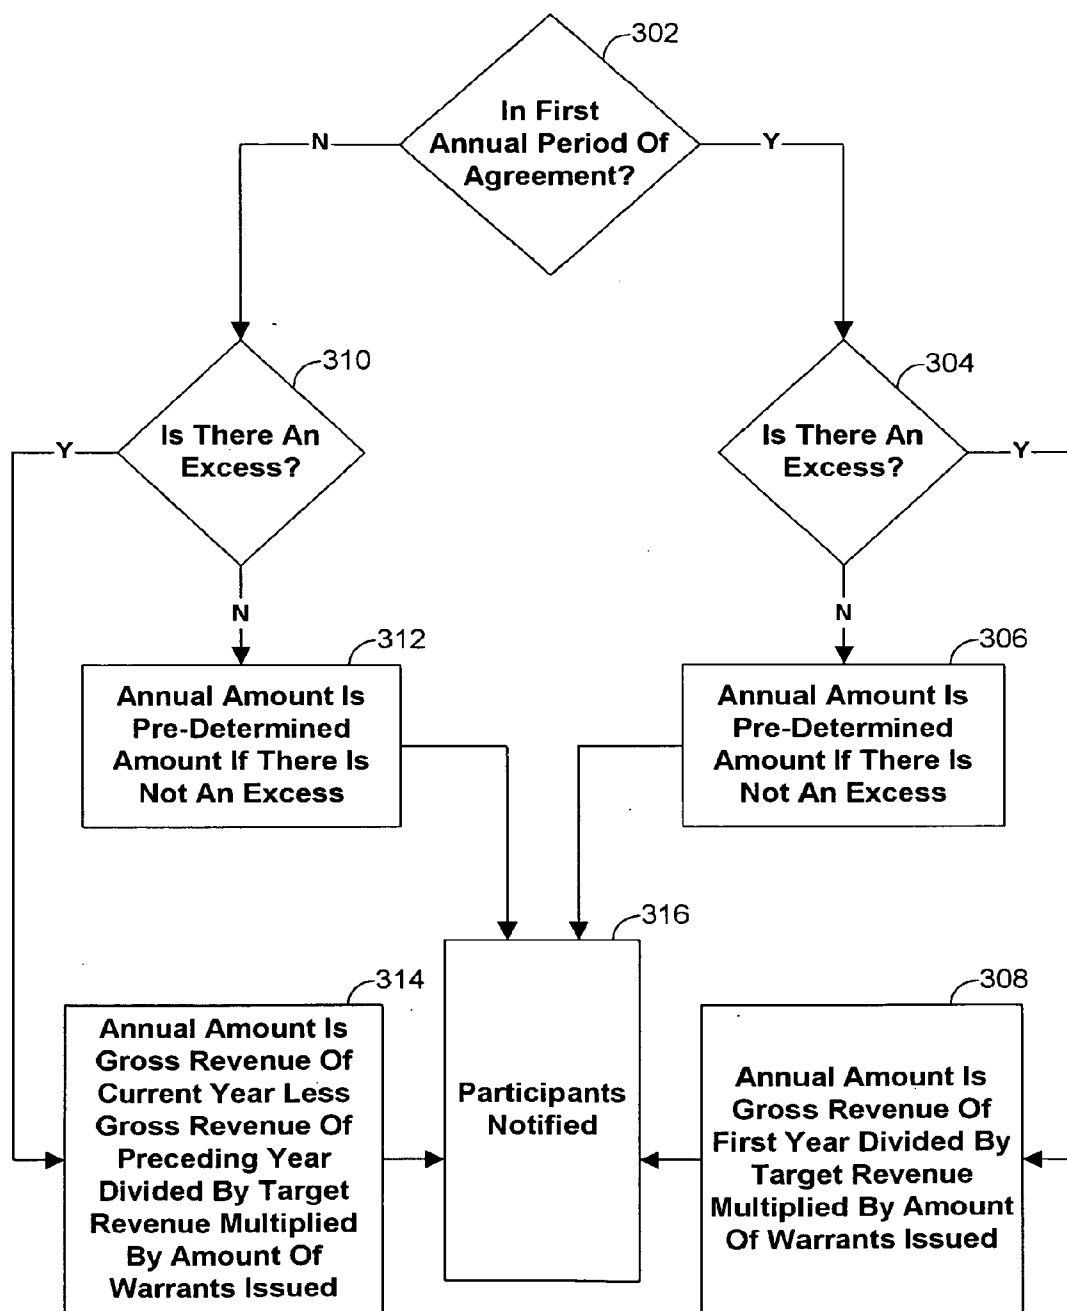 302
In First
Annual Period Of
Agreement?
N
Y
310
Is There An
Excess?
Y
N
304
Is There An
Excess?
Y
N
312
Annual Amount Is
Pre-Determined
Amount If There Is
Not An Excess
306
Annual Amount Is
Pre-Determined
Amount If There Is
Not An Excess
314
Annual Amount Is
Gross Revenue Of
Current Year Less
Gross Revenue Of
Preceding Year
Divided By Target
Revenue Multiplied
By Amount Of
Warrants Issued
316
Participants
Notified
308
Annual Amount Is
Gross Revenue Of
First Year Divided By
Target Revenue
Multiplied By Amount
Of Warrants Issued